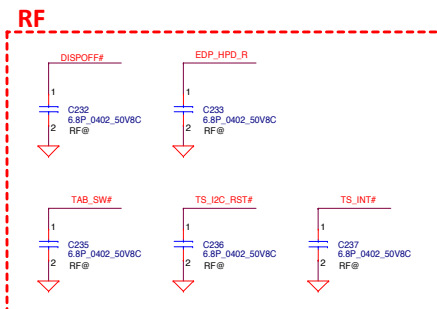 RF
DISPOFF#
EDP_HPD_R
1
1
C232
6.8P_0402_50V8C
RF@
C233
6.8P_0402_50V8C
RF@
2
2
TAB_SW#
TS_I2C_RST#
TS_INT#
1
1
1
C235
6.8P_0402_50V8C
RF@
C236
6.8P_0402_50V8C
RF@
C237
6.8P_0402_50V8C
RF@
2
2
2